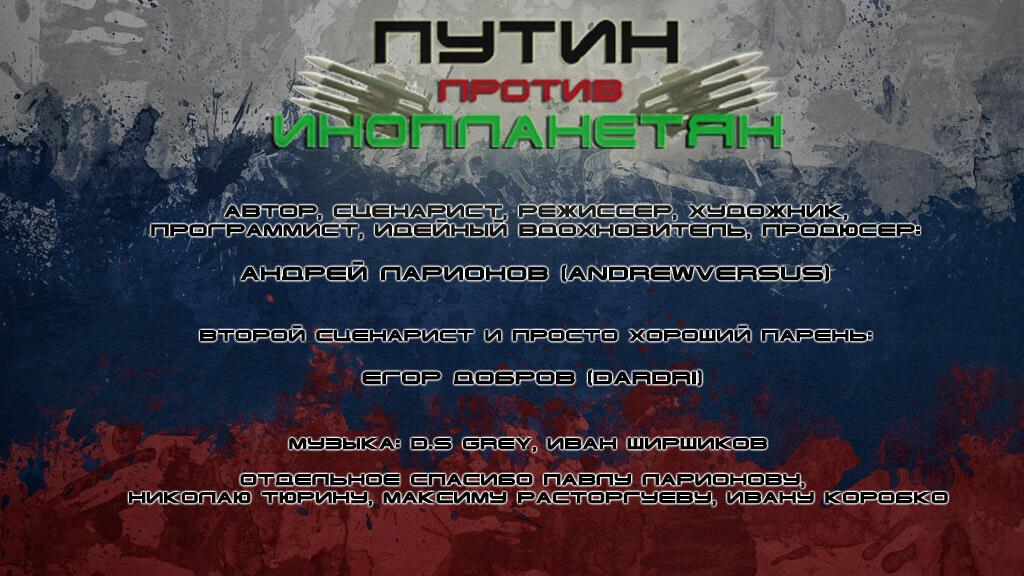 ПУТИН
ПРОТИВ
ИНОПЛАНЕТЯН
АВТОР, СЦЕНАРИСТ, РЕЖИССЕР, ХУДОЖНИК,
ПРОГРАММИСТ, ИДЕЙНЫЙ ВДОХНОВИТЕЛЬ, ПРОДЮСЕР:
АНДРЕЙ ЛАРИОНОВ (ANDREWVERSUS)
ВТОРОЙ СЦЕНАРИСТ И ПРОСТО ХОРОШИЙ ПАРЕНЬ:
ЕГОР ДОБРОВ (DARDRI)
МУЗЫКА: D.S GREY, ИВАН ШИРШИКОВ
ОТДЕЛЬНОЕ СПАСИБО ПАВЛУ ЛАРИОНОВУ,
НИКОЛАЮ ТЮРИНУ, МАКСИМУ РАСТОРГУЕВУ, ИВАНУ КОРОБКО